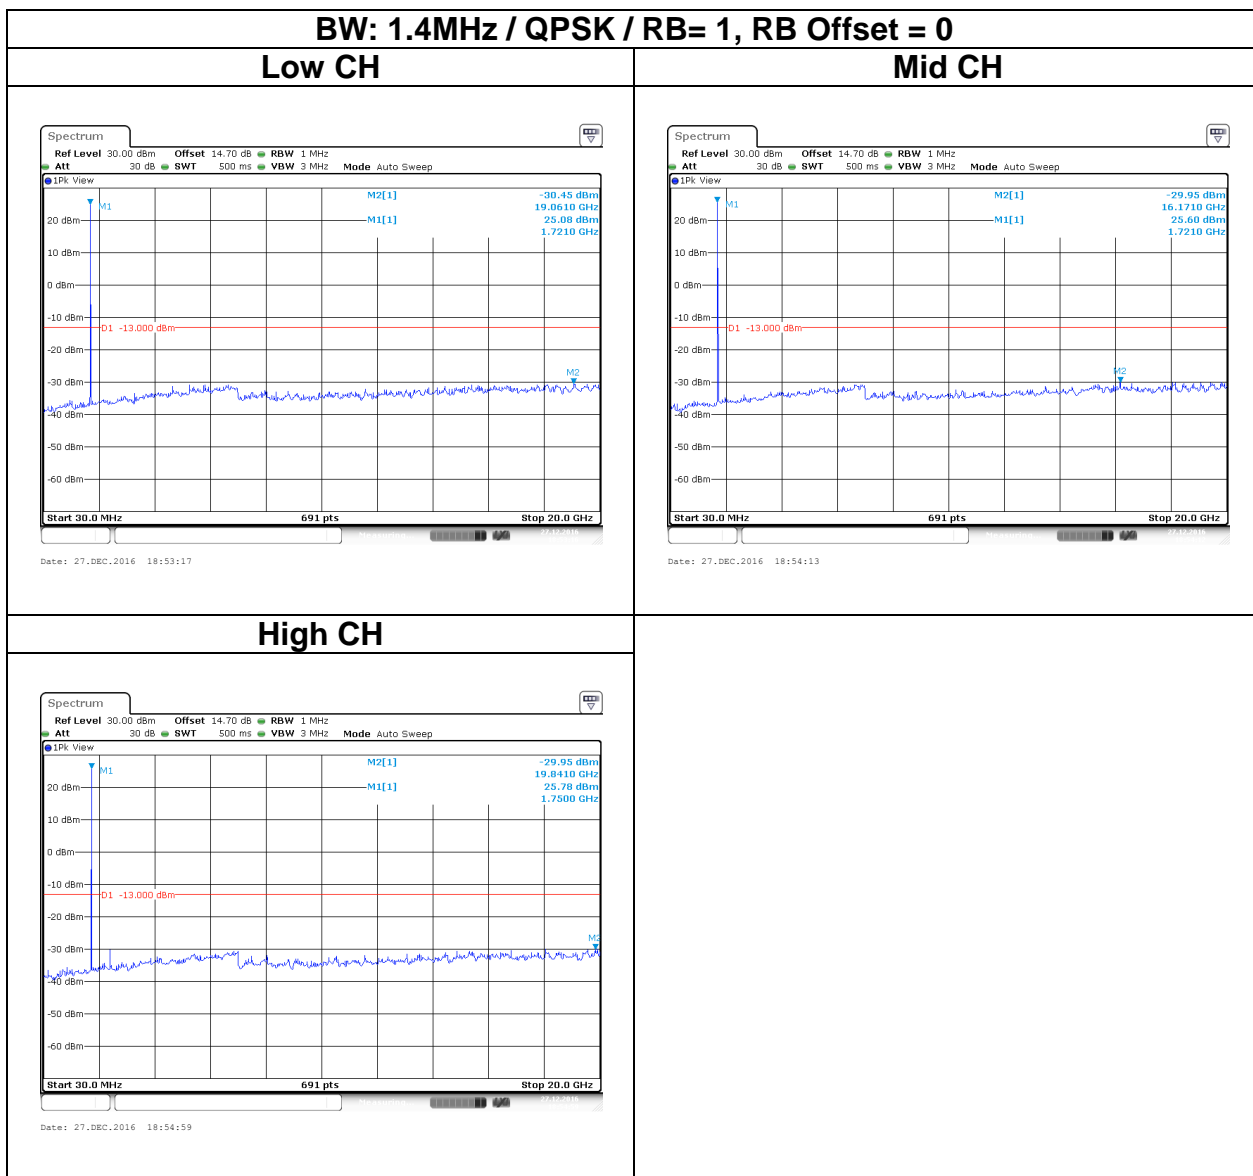 BW: 1.4MHz / QPSK / RB= 1, RB Offset = 0
Low CH
Spectrum
Ref Level 30.00 dBm Offset 14.70 dB RBW 1 MHz
Att 30 dB SWT 500 ms VBW 3 MHz Mode Auto Sweep
1Pk View
M2[1] -30.45 dBm
19.0610 GHz
M1[1] 25.08 dBm
1.7210 GHz
M1
20 dBm
10 dBm
0 dBm
-10 dBm
D1 -13.000 dBm
-20 dBm
M2
-30 dBm
-40 dBm
-50 dBm
-60 dBm
Start 30.0 MHz 691 pts Stop 20.0 GHz
Measuring... 27.12.2016
Date: 27.DEC.2016 18:53:17
Mid CH
Spectrum
Ref Level 30.00 dBm Offset 14.70 dB RBW 1 MHz
Att 30 dB SWT 500 ms VBW 3 MHz Mode Auto Sweep
1Pk View
M2[1] -29.95 dBm
16.1710 GHz
M1[1] 25.60 dBm
1.7210 GHz
M1
20 dBm
10 dBm
0 dBm
-10 dBm
D1 -13.000 dBm
-20 dBm
M2
-30 dBm
-40 dBm
-50 dBm
-60 dBm
Start 30.0 MHz 691 pts Stop 20.0 GHz
Measuring... 27.12.2016
Date: 27.DEC.2016 18:54:13
High CH
Spectrum
Ref Level 30.00 dBm Offset 14.70 dB RBW 1 MHz
Att 30 dB SWT 500 ms VBW 3 MHz Mode Auto Sweep
1Pk View
M2[1] -29.95 dBm
19.8410 GHz
M1[1] 25.78 dBm
1.7500 GHz
M1
20 dBm
10 dBm
0 dBm
-10 dBm
D1 -13.000 dBm
-20 dBm
M2
-30 dBm
-40 dBm
-50 dBm
-60 dBm
Start 30.0 MHz 691 pts Stop 20.0 GHz
Measuring... 27.12.2016
Date: 27.DEC.2016 18:54:59